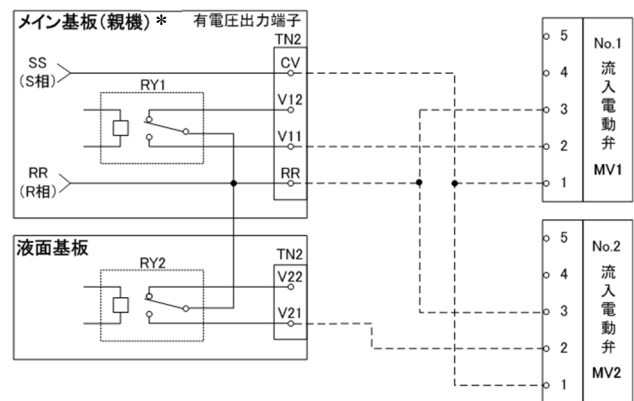 メイン基板(親機)*
有電圧出力端子
TN2
SS
(S相)
CV
RY1
V12
V11
RR
(R相)
RR
液面基板
TN2
RY2
V22
V21
5
4
3
2
1
No.1
流入電動弁
MV1
5
4
3
2
1
No.2
流入電動弁
MV2